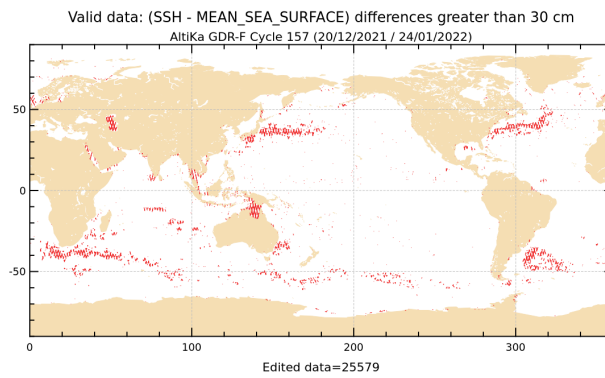 Valid data: (SSH - MEAN_SEA_SURFACE) differences greater than 30 cm
AltiKa GDR-F Cycle 157 (20/12/2021 / 24/01/2022)
50
0
-50
0 100 200 300
Edited data=25579